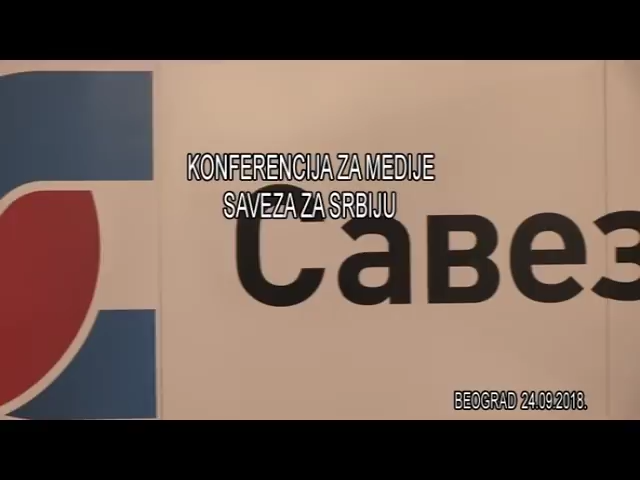 KONFERENCIJA ZA MEDIJE
SAVEZA ZA SRBIJU
Савез
BEOGRAD 24.09.2018.